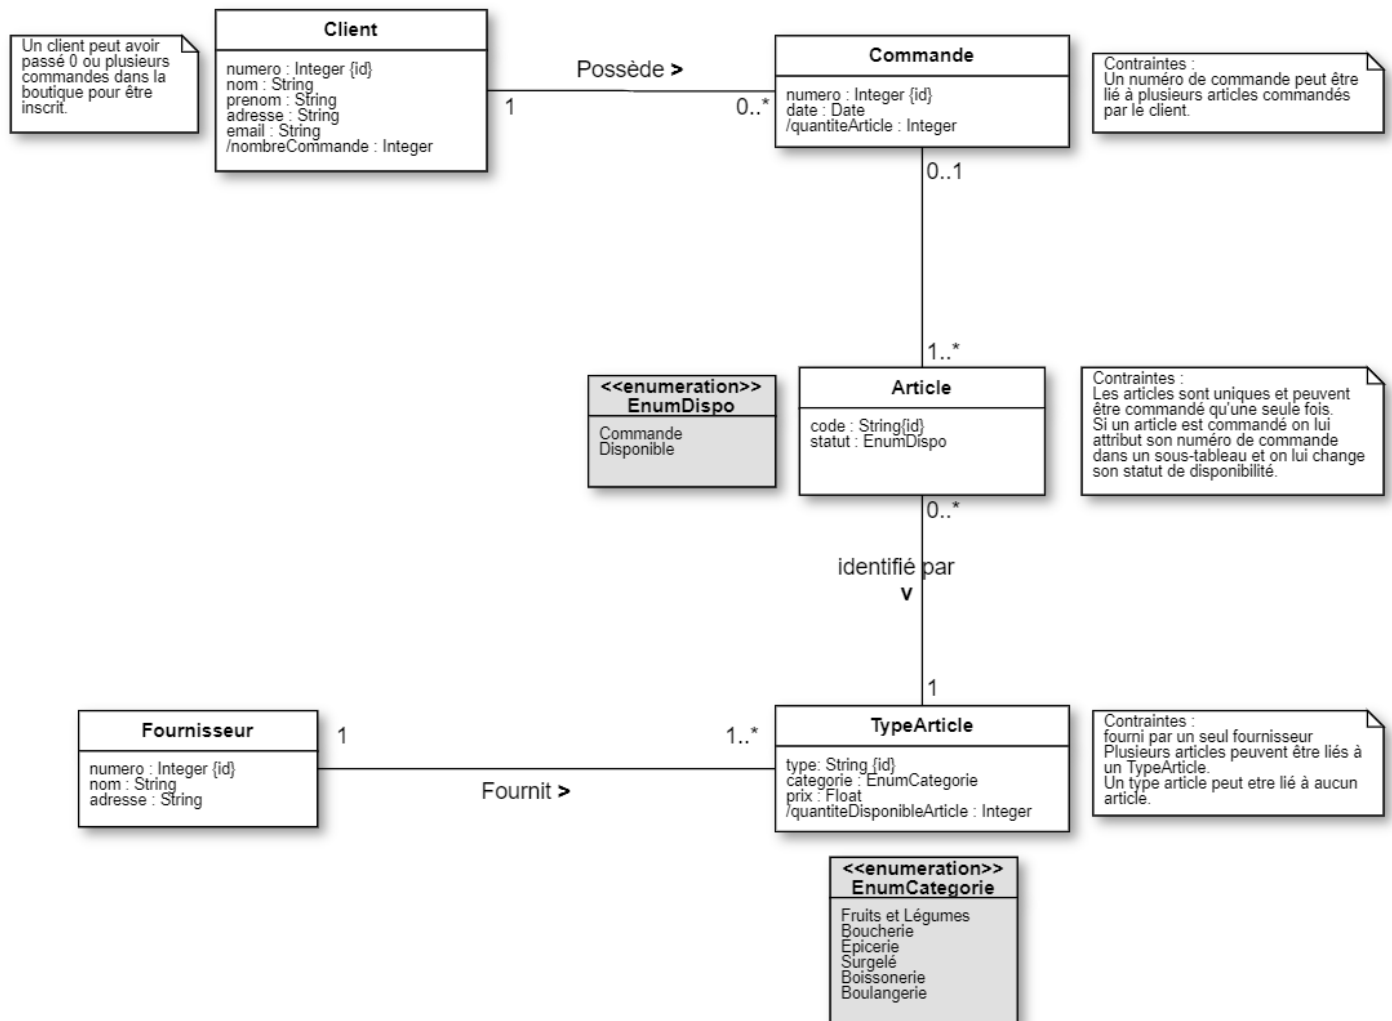 Un client peut avoir
passé 0 ou plusieurs
commandes dans la
boutique pour être
inscrit.
Client
numero : Integer {id}
nom : String
prenom : String
adresse : String
email : String
/nombreCommande : Integer
Possède >
1
0..*
Commande
numero : Integer {id}
date : Date
/quantiteArticle : Integer
Contraintes :
Un numéro de commande peut être
lié à plusieurs articles commandés
par le client.
0..1
1..*
<<enumeration>>
EnumDispo
Commande
Disponible
Article
code : String{id}
statut : EnumDispo
Contraintes :
Les articles sont uniques et peuvent
être commandé qu'une seule fois.
Si un article est commandé on lui
attribut son numéro de commande
dans un sous-tableau et on lui change
son statut de disponibilité.
0..*
identifié par
v
1
Fournisseur
numero : Integer {id}
nom : String
adresse : String
1
1..*
Fournit >
TypeArticle
type: String {id}
categorie : EnumCategorie
prix : Float
/quantiteDisponibleArticle : Integer
Contraintes :
fourni par un seul fournisseur
Plusieurs articles peuvent être liés à
un TypeArticle.
Un type article peut etre lié à aucun
article.
<<enumeration>>
EnumCategorie
Fruits et Légumes
Boucherie
Épicerie
Surgelé
Boissonerie
Boulangerie